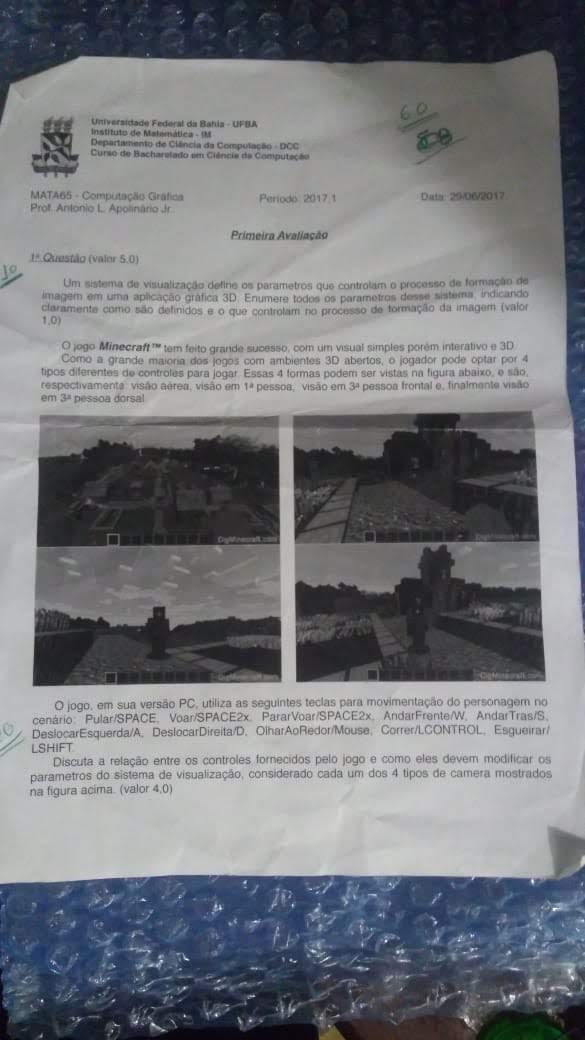 6.0
Universidade Federal da Bahia - UFBA
Instituto de Matemática - IM
Departamento de Ciência da Computação - DCC
Curso de Bacharelado em Ciência da Computação
MATA65 - Computação Gráfica Período: 2017.1 Data: 29/06/2017
Prof. Antonio L. Apolinário Jr.
Primeira Avaliação
1ª Questão (valor 5,0)
Um sistema de visualização define os parametros que controlam o processo de formação de
imagem em uma aplicação gráfica 3D. Enumere todos os parametros desse sistema, indicando
claramente como são definidos e o que controlam no processo de formação da imagem (valor
1,0)
O jogo Minecraft™ tem feito grande sucesso, com um visual simples porém interativo e 3D.
Como a grande maioria dos jogos com ambientes 3D abertos, o jogador pode optar por 4
tipos diferentes de controles para jogar. Essas 4 formas podem ser vistas na figura abaixo, e são,
respectivamente: visão aérea, visão em 1ª pessoa, visão em 3ª pessoa frontal e, finalmente visão
em 3ª pessoa dorsal.
DigMinecraft.com
DigMinecraft.com
DigMinecraft.com
DigMinecraft.com
O jogo, em sua versão PC, utiliza as seguintes teclas para movimentação do personagem no
cenário: Pular/SPACE, Voar/SPACE2x, PararVoar/SPACE2x, AndarFrente/W, AndarTras/S,
DeslocarEsquerda/A, DeslocarDireita/D, OlharAoRedor/Mouse, Correr/LCONTROL, Esgueirar/
LSHIFT.
Discuta a relação entre os controles fornecidos pelo jogo e como eles devem modificar os
parametros do sistema de visualização, considerado cada um dos 4 tipos de camera mostrados
na figura acima. (valor 4,0)